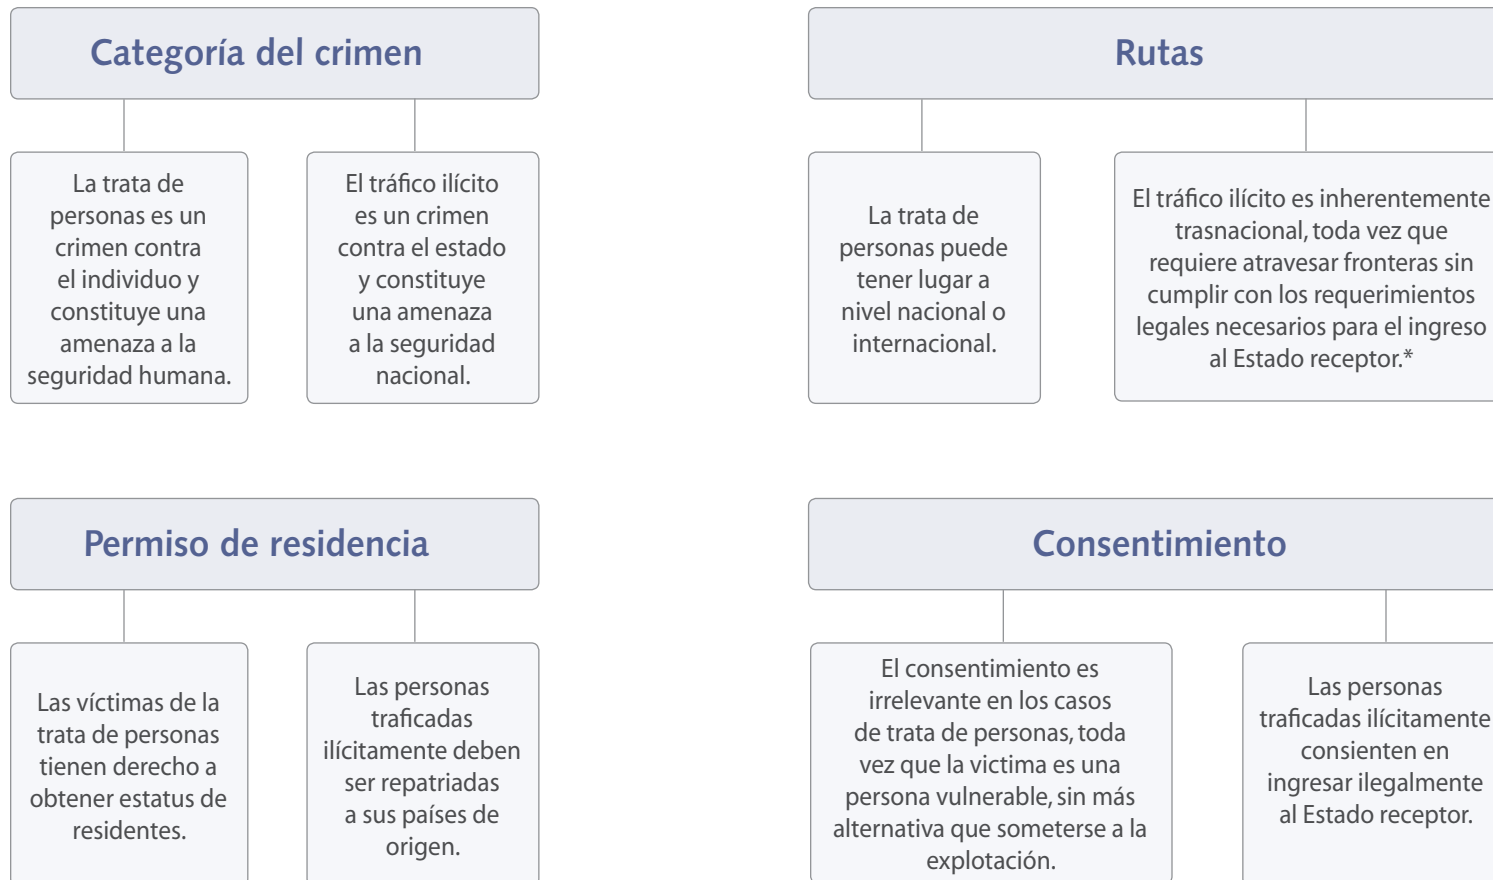 Categoría del crimen
La trata de
personas es un
crimen contra
el individuo y
constituye una
amenaza a la
seguridad humana.
El tráfico ilícito
es un crimen
contra el estado
y constituye
una amenaza
a la seguridad
nacional.
Rutas
La trata de
personas puede
tener lugar a
nivel nacional o
internacional.
El tráfico ilícito es inherentemente
trasnacional, toda vez que
requiere atravesar fronteras sin
cumplir con los requerimientos
legales necesarios para el ingreso
al Estado receptor.*
Permiso de residencia
Las víctimas de la
trata de personas
tienen derecho a
obtener estatus de
residentes.
Las personas
traficadas
ilícitamente deben
ser repatriadas
a sus países de
origen.
Consentimiento
El consentimiento es
irrelevante en los casos
de trata de personas, toda
vez que la victima es una
persona vulnerable, sin más
alternativa que someterse a la
explotación.
Las personas
traficadas ilícitamente
consienten en
ingresar ilegalmente
al Estado receptor.